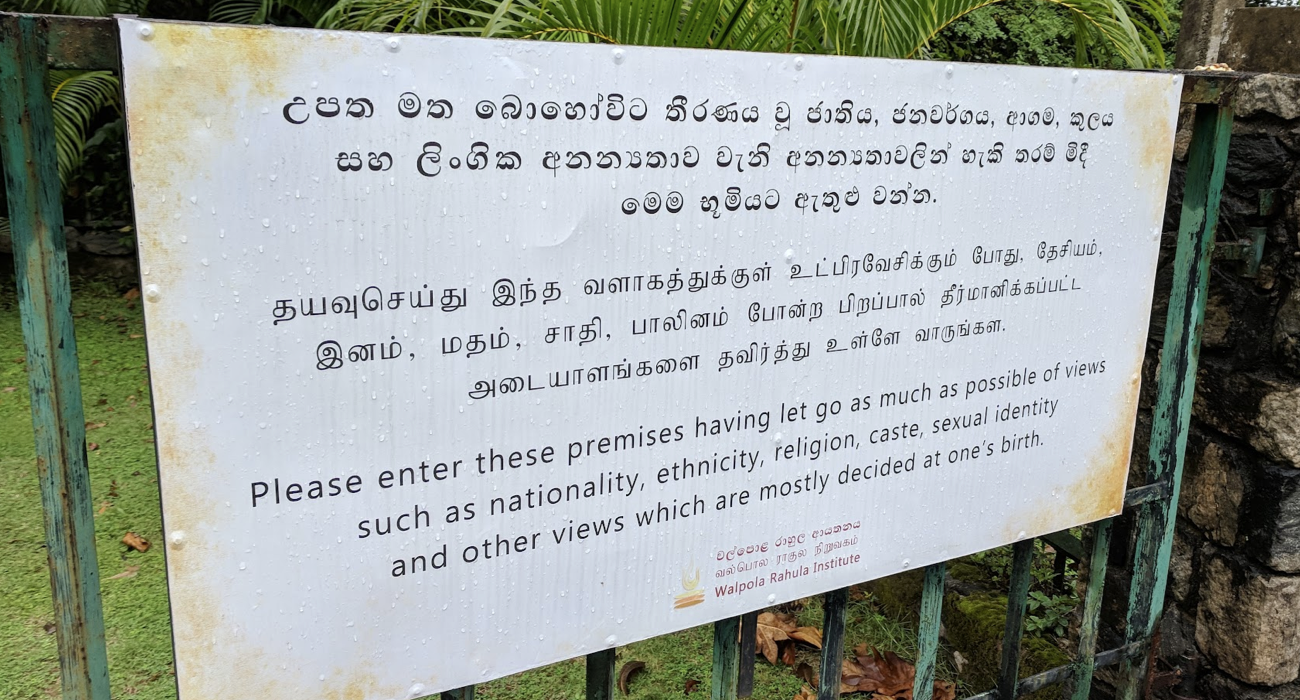 උපත මත බොහෝවිට තීරණය වූ ජාතිය, ජනවර්ගය, ආගම, කුලය
සහ ලිංගික අනන්‍යතාව වැනි අනන්‍යතාවලින් හැකි තරම් මිදී
මෙම භූමියට ඇතුළු වන්න.
தயவுசெய்து இந்த வளாகத்துக்குள் உட்பிரவேசிக்கும் போது, தேசியம்,
இனம், மதம், சாதி, பாலினம் போன்ற பிறப்பால் தீர்மானிக்கப்பட்ட
அடையாளங்களை தவிர்த்து உள்ளே வாருங்கள்.
Please enter these premises having let go as much as possible of views
such as nationality, ethnicity, religion, caste, sexual identity
and other views which are mostly decided at one's birth.
වල්පොළ රාහුල ආයතනය
வல்பொல ராகுல நிறுவகம்
Walpola Rahula Institute